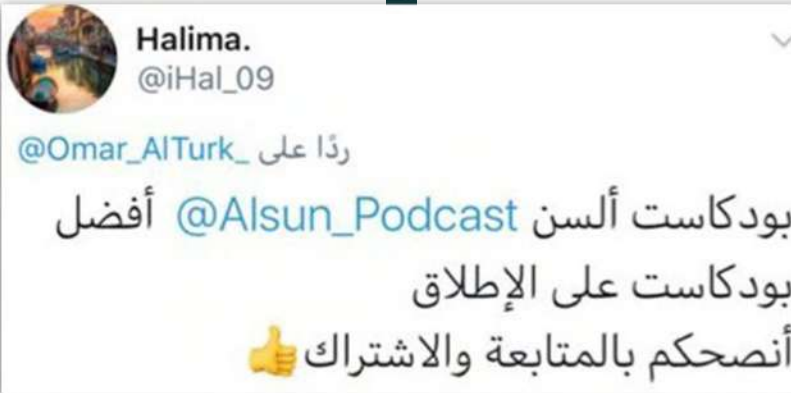 Halima.
@iHal_09
ردًا على @Omar_AlTurk_
بودكاست ألسن @Alsun_Podcast أفضل
بودكاست على الإطلاق
أنصحكم بالمتابعة والاشتراك👍